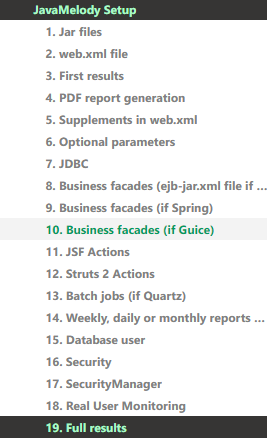 JavaMelody Setup
1. Jar files
2. web.xml file
3. First results
4. PDF report generation
5. Supplements in web.xml
6. Optional parameters
7. JDBC
8. Business facades (ejb-jar.xml file if ...
9. Business facades (if Spring)
10. Business facades (if Guice)
11. JSF Actions
12. Struts 2 Actions
13. Batch jobs (if Quartz)
14. Weekly, daily or monthly reports ...
15. Database user
16. Security
17. SecurityManager
18. Real User Monitoring
19. Full results